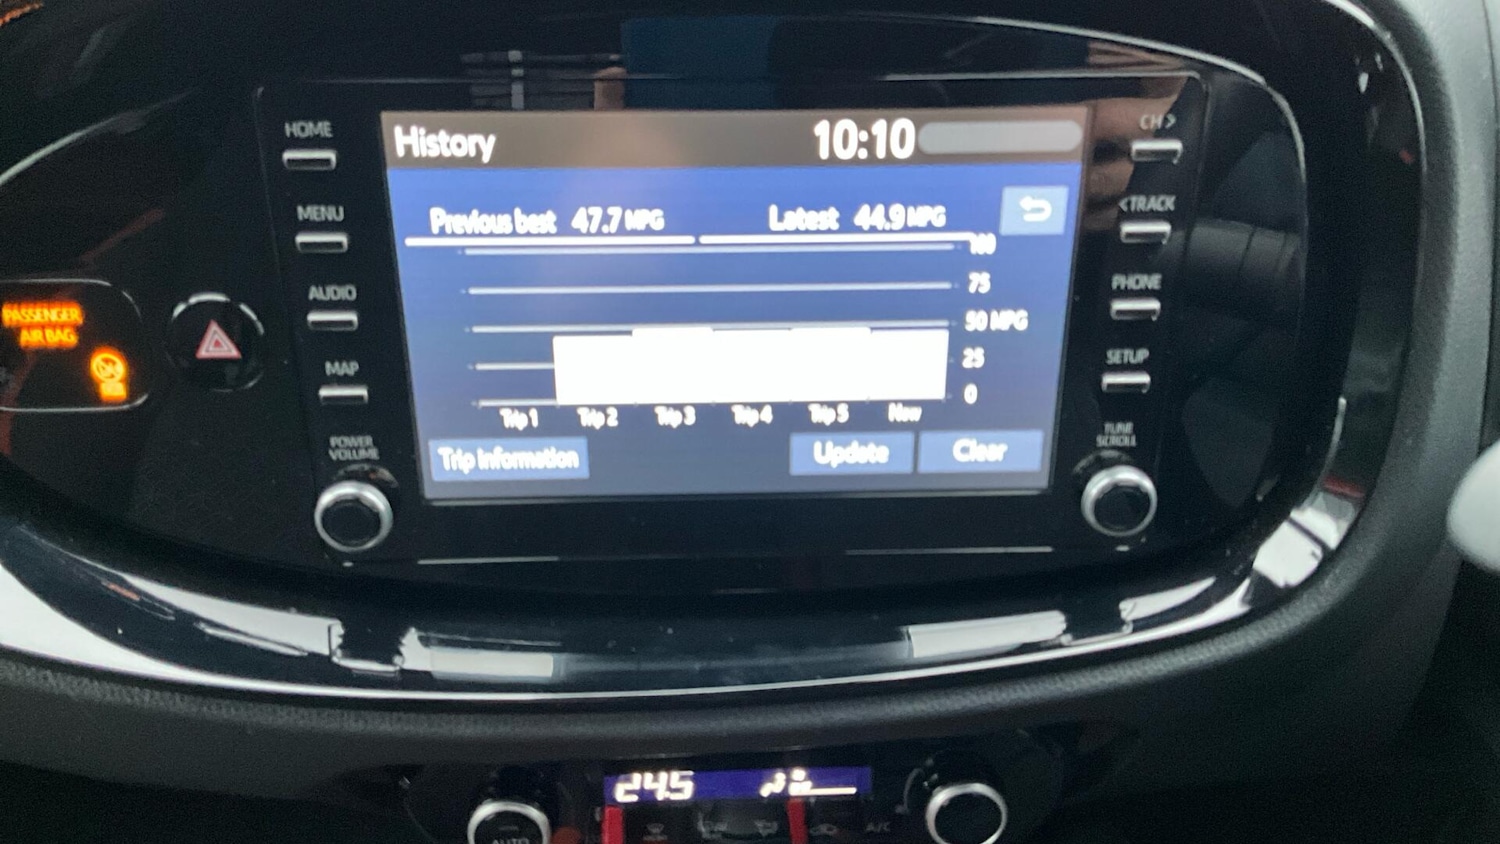 History 10:10
Previous best 47.7 MPG Latest 44.9 MPG
100
75
50 MPG
25
0
Trip 1 Trip 2 Trip 3 Trip 4 Trip 5 Now
Trip information Update Clear
HOME
MENU
AUDIO
MAP
POWER
VOLUME
CH >
< TRACK
PHONE
SETUP
TUNE
SCROLL
PASSENGER
AIR BAG
24.5
AUTO
A/C